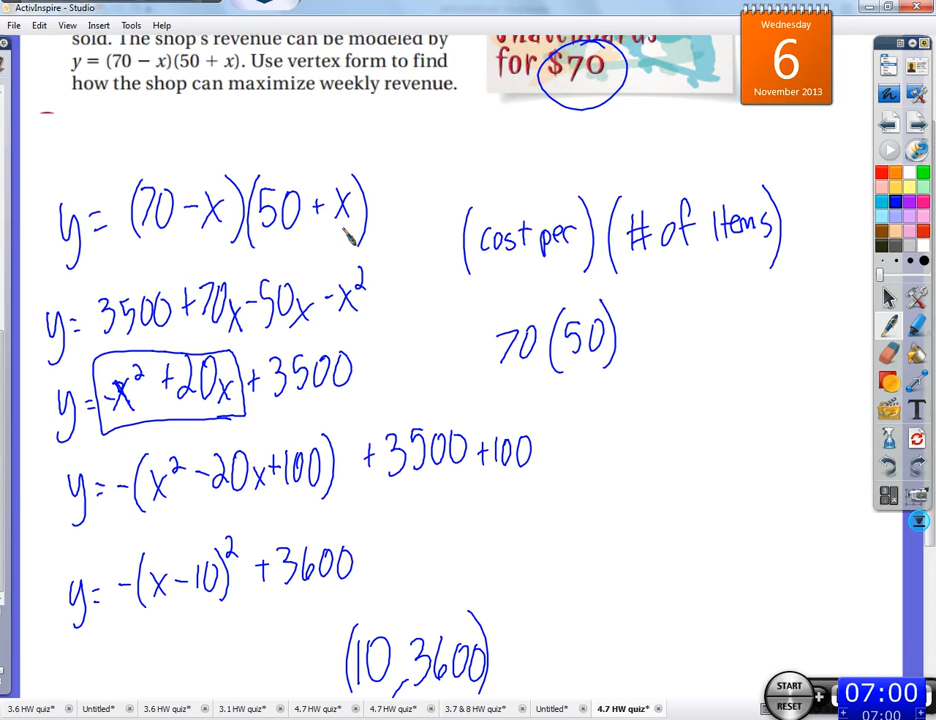 ActivInspire - Studio
File Edit View Insert Tools Help
sold. The shop's revenue can be modeled by
y = (70 − x)(50 + x). Use vertex form to find
how the shop can maximize weekly revenue.
for $70
Wednesday
6
November 2013
y = (70 - x)(50 + x)
(cost per)(# of Items)
y = 3500 + 70x - 50x - x²
70(50)
y = -x² + 20x + 3500
y = -(x² - 20x + 100) + 3500 + 100
y = -(x - 10)² + 3600
(10, 3600)
3.6 HW quiz* Untitled* 3.6 HW quiz* 3.1 HW quiz* 4.7 HW quiz* 4.7 HW quiz* 3.7 & 8 HW quiz* Untitled* 4.7 HW quiz*
START
RESET
07:00
07:00